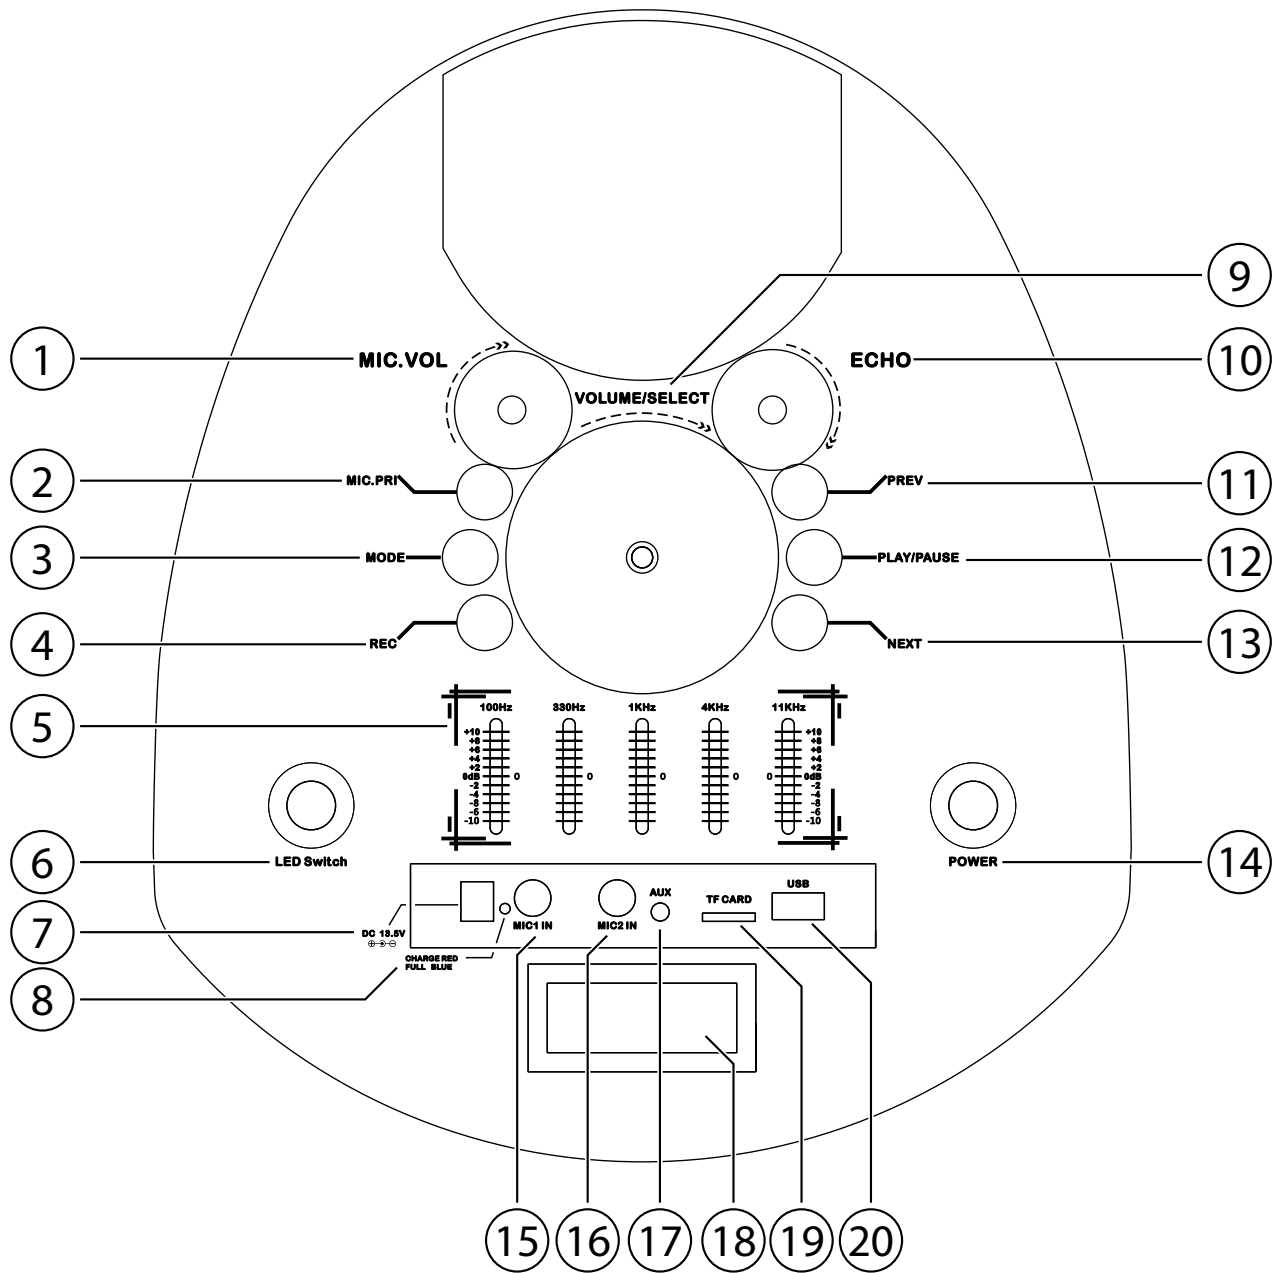 9
1 MIC.VOL ECHO 10
VOLUME/SELECT
2 MIC.PRI PREV 11
3 MODE PLAY/PAUSE 12
4 REC NEXT 13
5
100Hz 330Hz 1KHz 4KHz 11KHz
+10 +10
+8 +8
+6 +6
+4 +4
+2 +2
0dB 0 0 0 0 0 0dB
-2 -2
-4 -4
-8 -8
-6 -6
-10 -10
6 LED Switch POWER 14
USB
AUX
TF CARD
MIC1 IN MIC2 IN
7 DC 13.5V
CHARGE RED
FULL BLUE
8
15 16 17 18 19 20